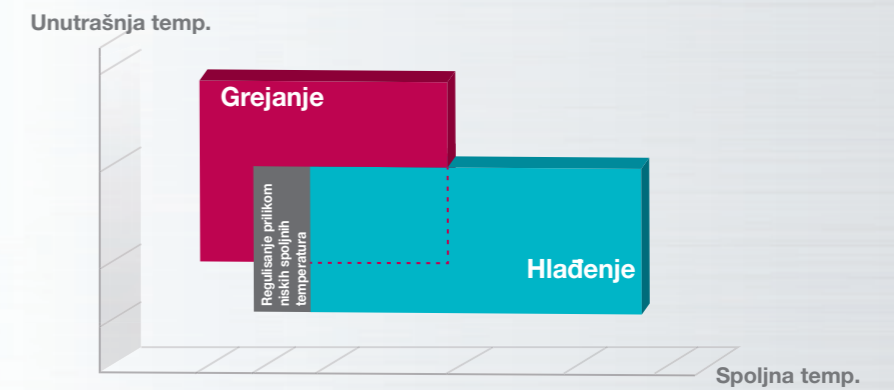 Unutrašnja temp.
Grejanje
Regulisanje prilikom
niskih spoljnih
temperatura
Hlađenje
Spoljna temp.